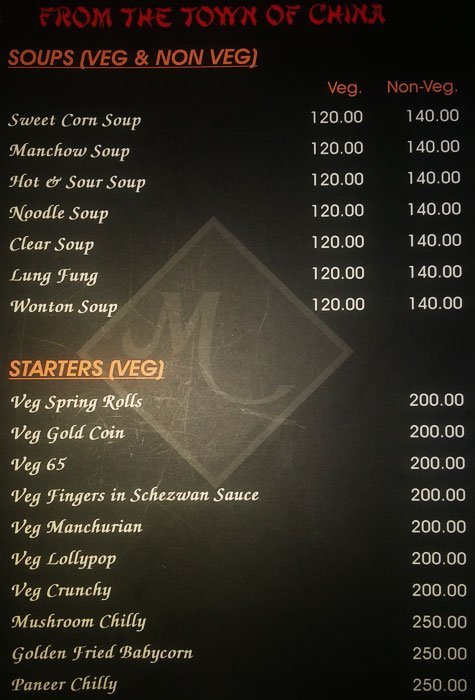 FROM THE TOWN OF CHINA
SOUPS (VEG & NON VEG)
Veg. Non-Veg.
Sweet Corn Soup 120.00 140.00
Manchow Soup 120.00 140.00
Hot & Sour Soup 120.00 140.00
Noodle Soup 120.00 140.00
Clear Soup 120.00 140.00
Lung Fung 120.00 140.00
Wonton Soup 120.00 140.00
STARTERS (VEG)
Veg Spring Rolls 200.00
Veg Gold Coin 200.00
Veg 65 200.00
Veg Fingers in Schezwan Sauce 200.00
Veg Manchurian 200.00
Veg Lollypop 200.00
Veg Crunchy 200.00
Mushroom Chilly 250.00
Golden Fried Babycorn 250.00
Paneer Chilly 250.00